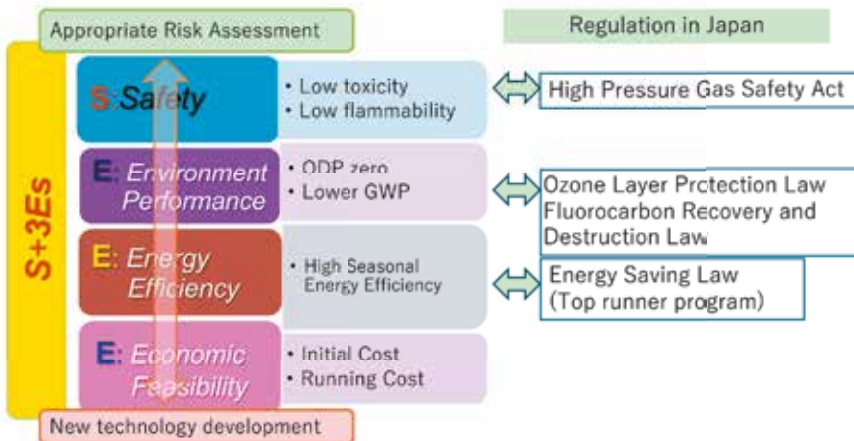 Appropriate Risk Assessment
Regulation in Japan
S+3Es
S:Safety
• Low toxicity
• Low flammability
High Pressure Gas Safety Act
E: Environment
Performance
• ODP zero
• Lower GWP
Ozone Layer Protection Law
Fluorocarbon Recovery and
Destruction Law
E: Energy
Efficiency
• High Seasonal
Energy Efficiency
Energy Saving Law
(Top runner program)
E: Economic
Feasibility
• Initial Cost
• Running Cost
New technology development